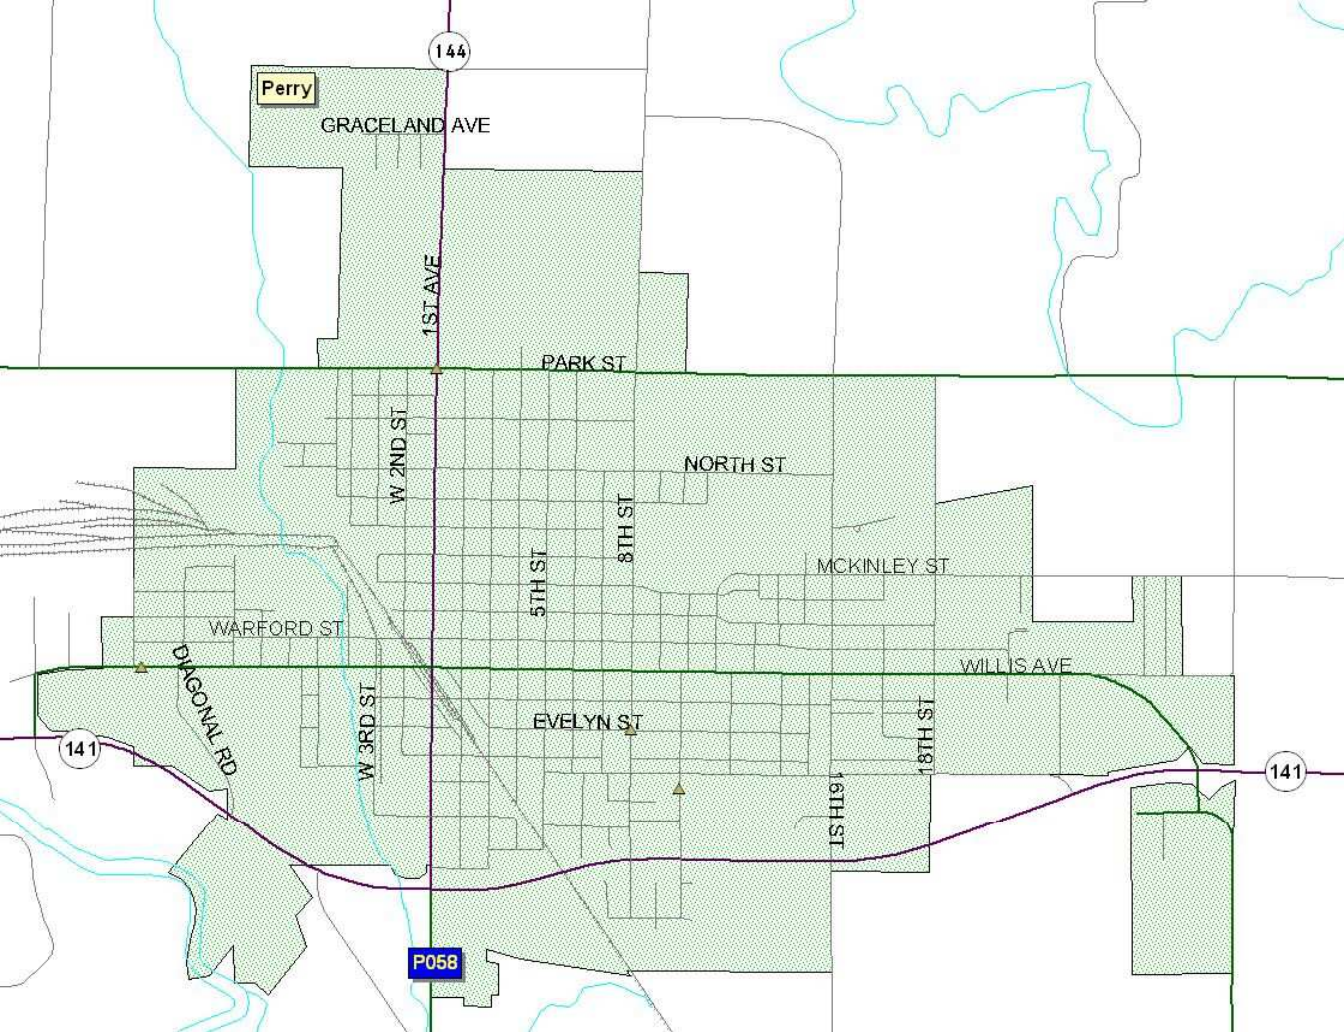 144
Perry
GRACELAND AVE
1ST AVE
PARK ST
W 2ND ST
NORTH ST
8TH ST
5TH ST
MCKINLEY ST
WARFORD ST
DIAGONAL RD
WILLIS AVE
W 3RD ST
EVELYN ST
18TH ST
141
141
16TH ST
P058